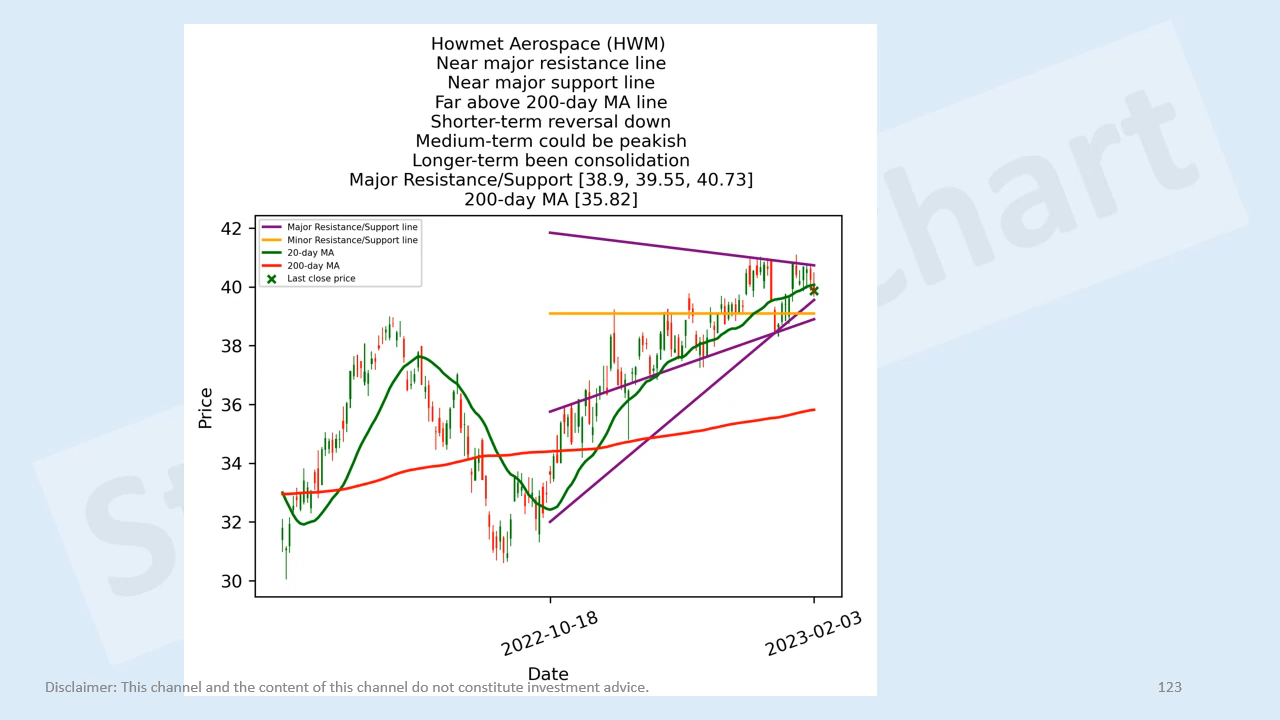 Howmet Aerospace (HWM)
Near major resistance line
Near major support line
Far above 200-day MA line
Shorter-term reversal down
Medium-term could be peakish
Longer-term been consolidation
Major Resistance/Support [38.9, 39.55, 40.73]
200-day MA [35.82]
Major Resistance/Support line
Minor Resistance/Support line
20-day MA
200-day MA
Last close price
42
40
38
36
34
32
30
Price
2022-10-18
2023-02-03
Date
Disclaimer: This channel and the content of this channel do not constitute investment advice.
123